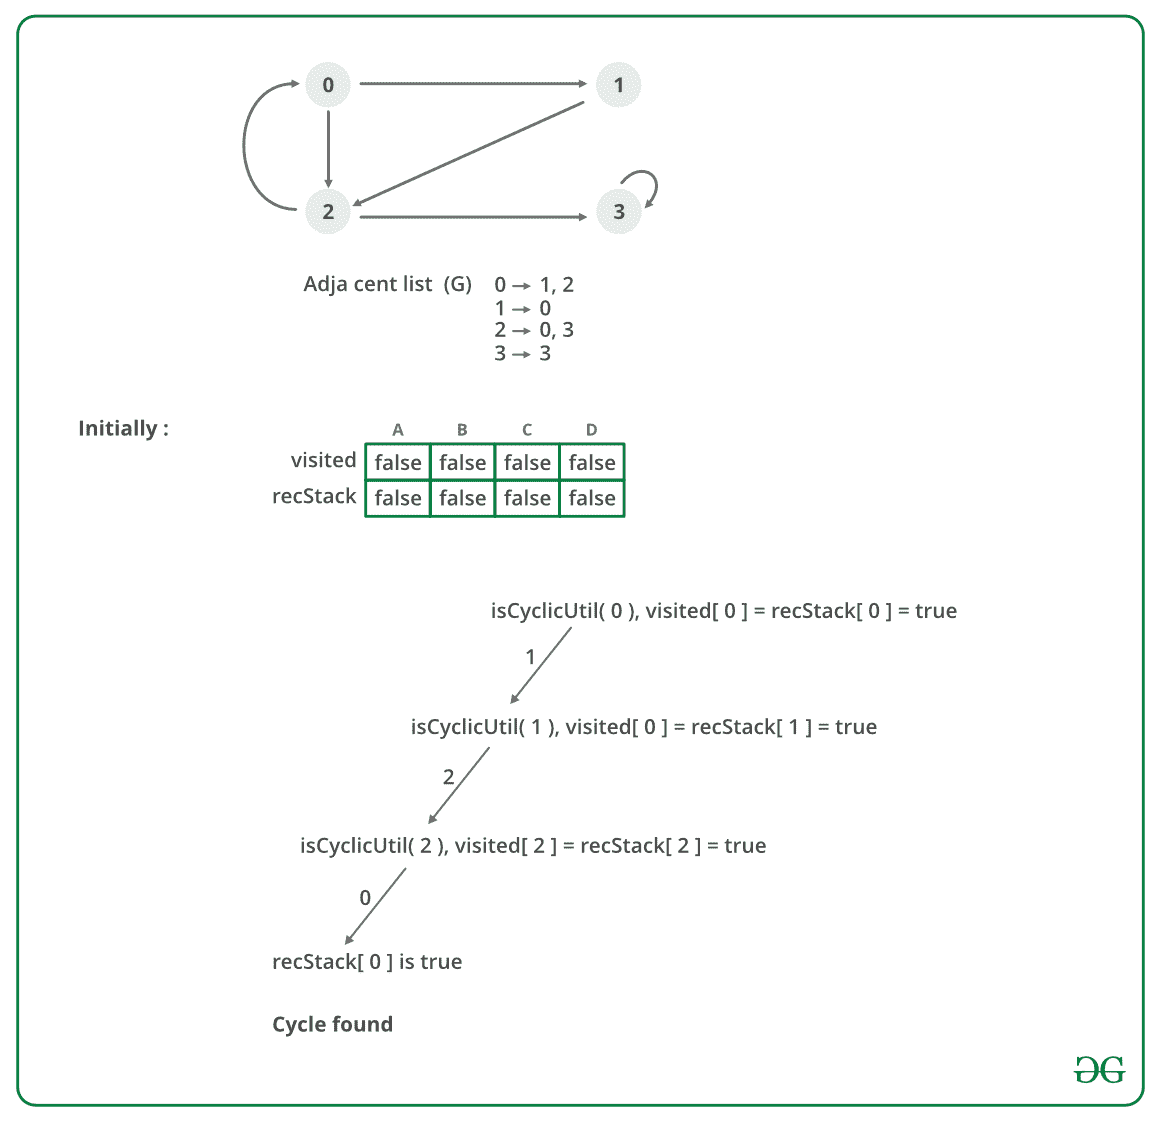 0 1
2 3
Adja cent list (G) 0 → 1, 2
1 → 0
2 → 0, 3
3 → 3
Initially :
A B C D
visited false false false false
recStack false false false false
isCyclicUtil( 0 ), visited[ 0 ] = recStack[ 0 ] = true
1
isCyclicUtil( 1 ), visited[ 0 ] = recStack[ 1 ] = true
2
isCyclicUtil( 2 ), visited[ 2 ] = recStack[ 2 ] = true
0
recStack[ 0 ] is true
Cycle found